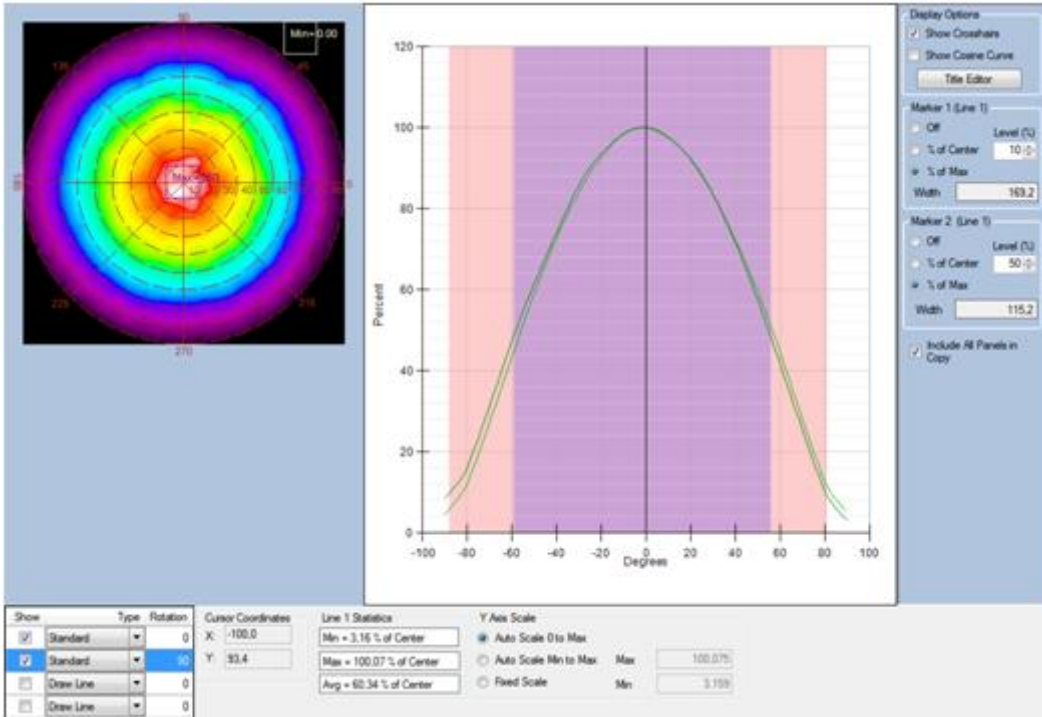 90
Min=0.00
135
45
180
225
315
270
120
100
80
60
40
20
0
Percent
-100
-80
-60
-40
-20
0
20
40
60
80
100
Degrees
Display Options
Show Crosshairs
Show Cosine Curve
Title Editor
Marker 1 (Line 1)
Off
Level (%)
% of Center
10
% of Max
Width
169,2
Marker 2 (Line 1)
Off
Level (%)
% of Center
50
% of Max
Width
115,2
Include All Panels in
Copy
Show Type Rotation
Standard 0
Standard 90
Draw Line 0
Draw Line 0
Cursor Coordinates
X: -100,0
Y: 93,4
Line 1 Statistics
Min = 3.16 % of Center
Max = 100,07 % of Center
Avg = 60,34 % of Center
Y Axis Scale
Auto Scale 0 to Max
Auto Scale Min to Max
Fixed Scale
Max 100,075
Min 3,159